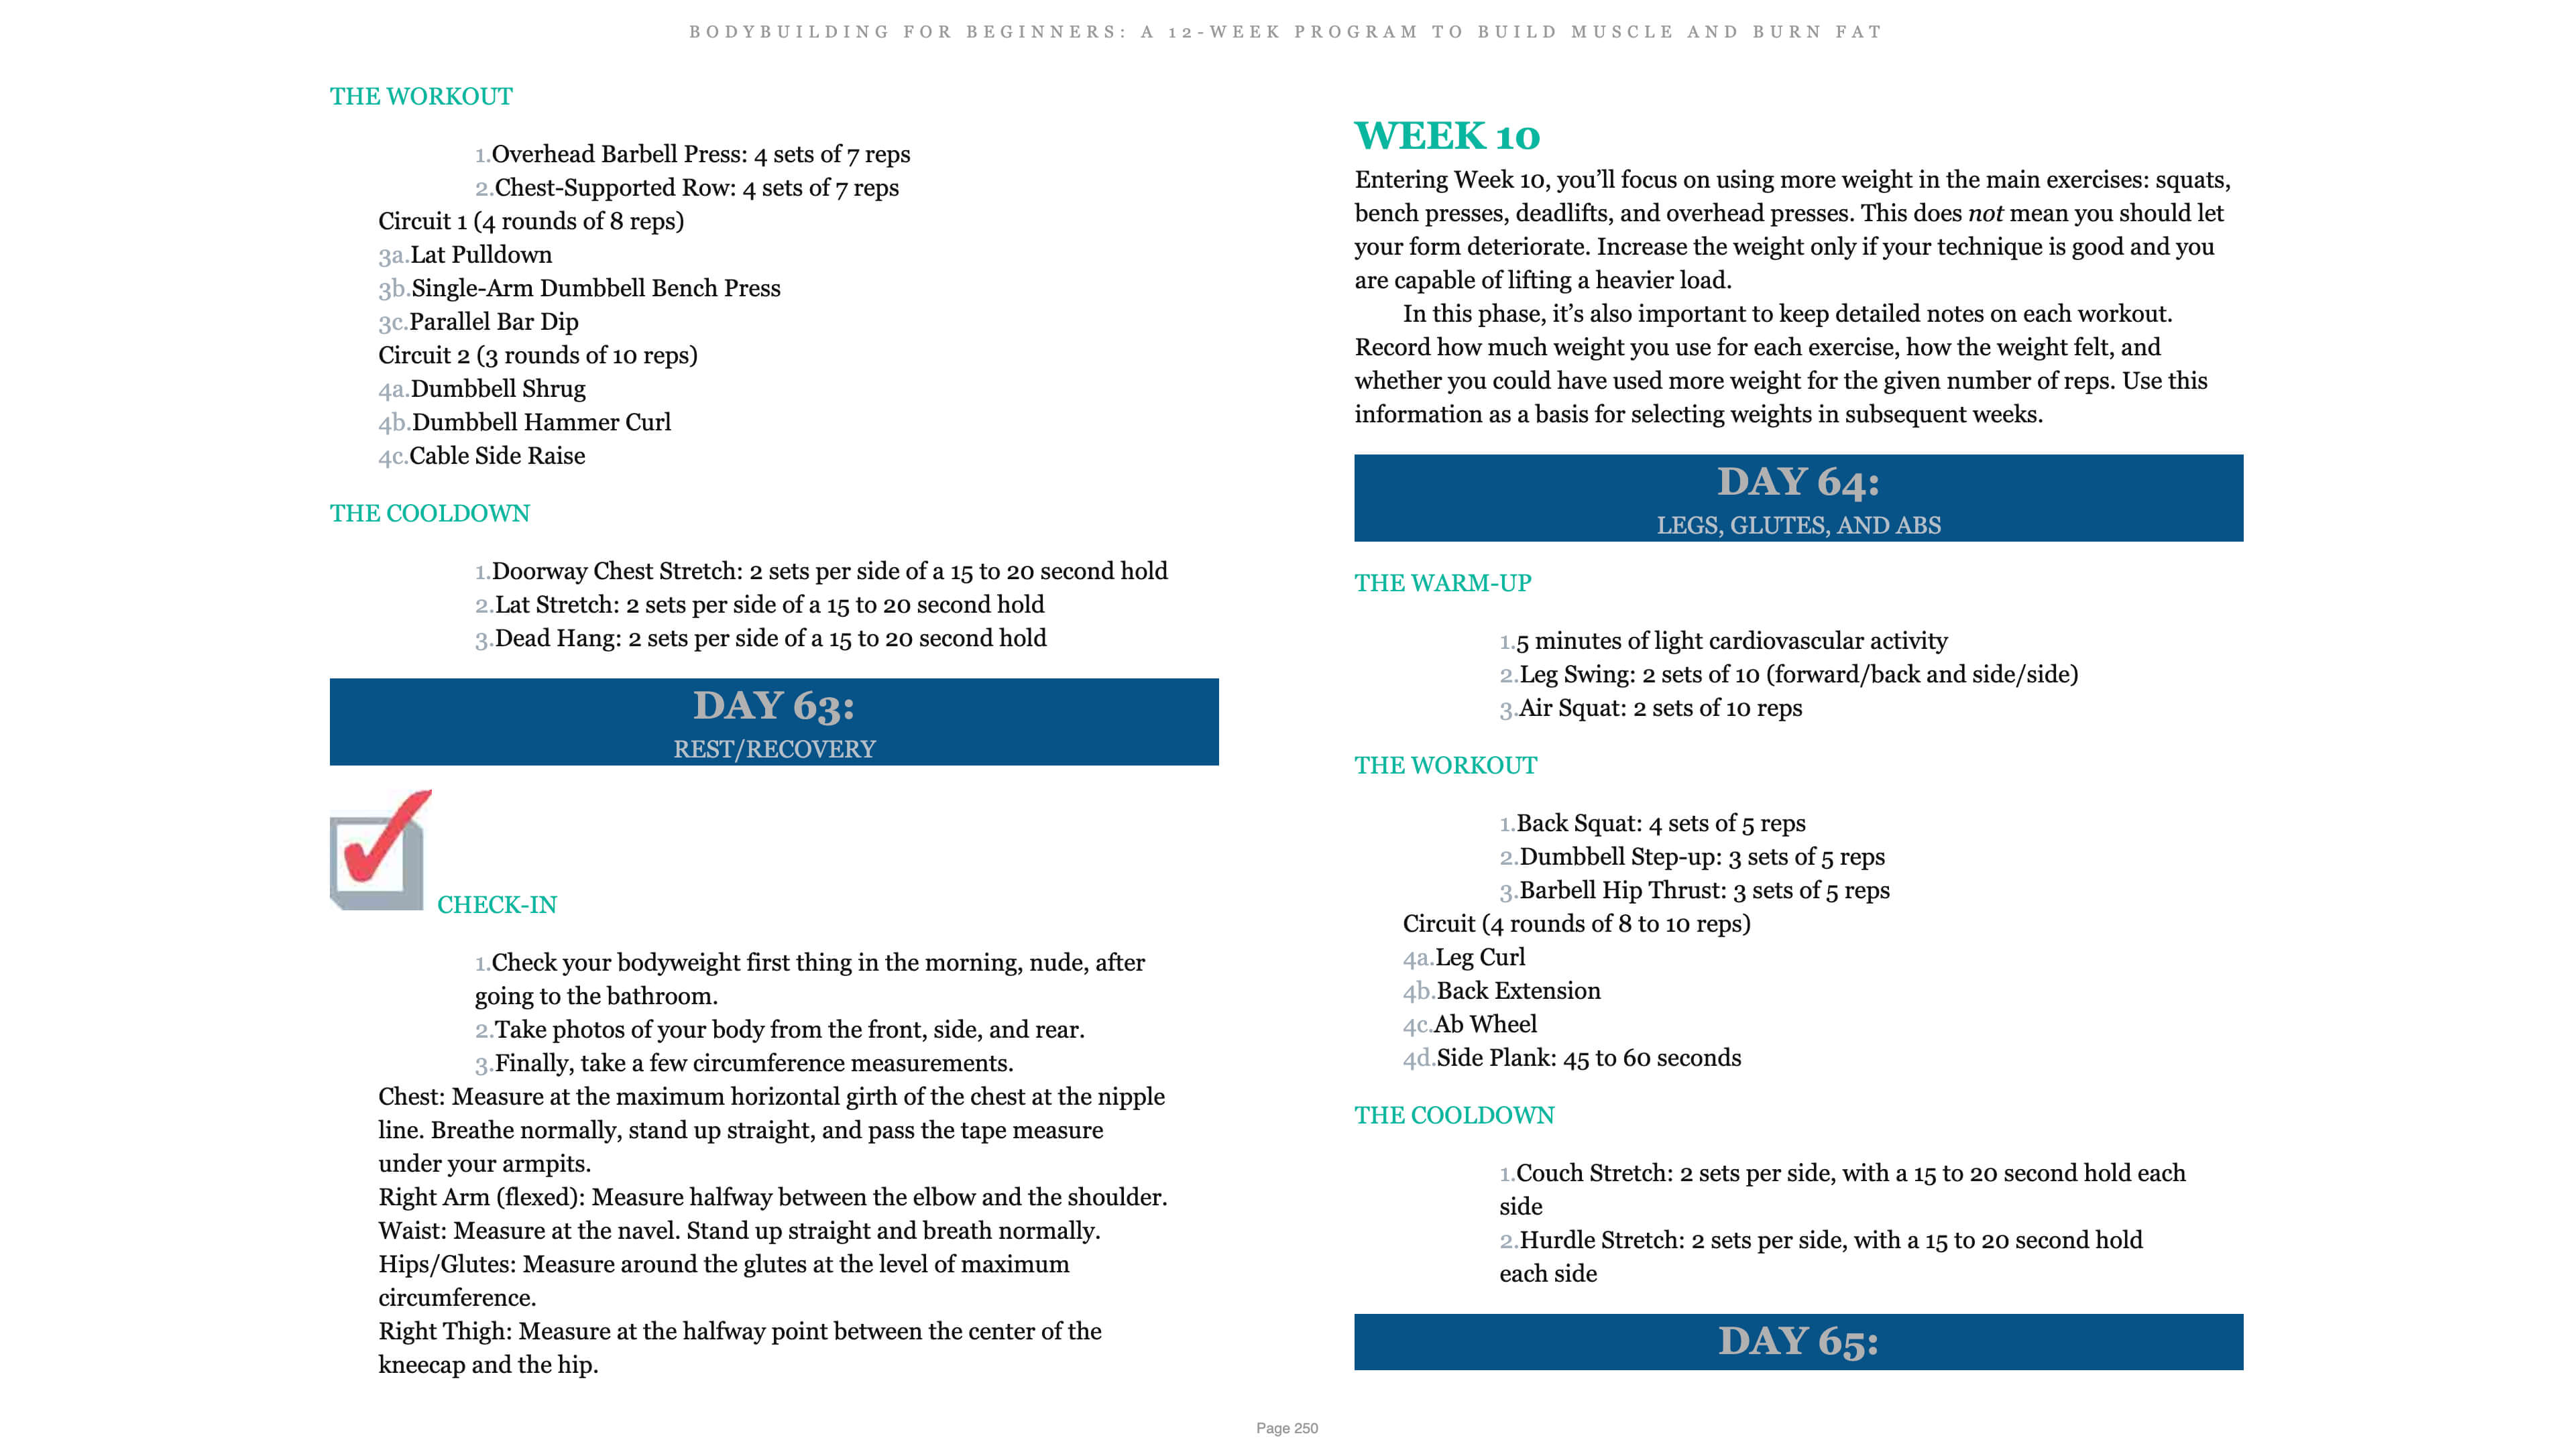 BODYBUILDING FOR BEGINNERS: A 12-WEEK PROGRAM TO BUILD MUSCLE AND BURN FAT
THE WORKOUT
1.Overhead Barbell Press: 4 sets of 7 reps
2.Chest-Supported Row: 4 sets of 7 reps
Circuit 1 (4 rounds of 8 reps)
3a.Lat Pulldown
3b.Single-Arm Dumbbell Bench Press
3c.Parallel Bar Dip
Circuit 2 (3 rounds of 10 reps)
4a.Dumbbell Shrug
4b.Dumbbell Hammer Curl
4c.Cable Side Raise
THE COOLDOWN
1.Doorway Chest Stretch: 2 sets per side of a 15 to 20 second hold
2.Lat Stretch: 2 sets per side of a 15 to 20 second hold
3.Dead Hang: 2 sets per side of a 15 to 20 second hold
DAY 63:
REST/RECOVERY
CHECK-IN
1.Check your bodyweight first thing in the morning, nude, after
going to the bathroom.
2.Take photos of your body from the front, side, and rear.
3.Finally, take a few circumference measurements.
Chest: Measure at the maximum horizontal girth of the chest at the nipple
line. Breathe normally, stand up straight, and pass the tape measure
under your armpits.
Right Arm (flexed): Measure halfway between the elbow and the shoulder.
Waist: Measure at the navel. Stand up straight and breath normally.
Hips/Glutes: Measure around the glutes at the level of maximum
circumference.
Right Thigh: Measure at the halfway point between the center of the
kneecap and the hip.
WEEK 10
Entering Week 10, you’ll focus on using more weight in the main exercises: squats,
bench presses, deadlifts, and overhead presses. This does not mean you should let
your form deteriorate. Increase the weight only if your technique is good and you
are capable of lifting a heavier load.
In this phase, it’s also important to keep detailed notes on each workout.
Record how much weight you use for each exercise, how the weight felt, and
whether you could have used more weight for the given number of reps. Use this
information as a basis for selecting weights in subsequent weeks.
DAY 64:
LEGS, GLUTES, AND ABS
THE WARM-UP
1.5 minutes of light cardiovascular activity
2.Leg Swing: 2 sets of 10 (forward/back and side/side)
3.Air Squat: 2 sets of 10 reps
THE WORKOUT
1.Back Squat: 4 sets of 5 reps
2.Dumbbell Step-up: 3 sets of 5 reps
3.Barbell Hip Thrust: 3 sets of 5 reps
Circuit (4 rounds of 8 to 10 reps)
4a.Leg Curl
4b.Back Extension
4c.Ab Wheel
4d.Side Plank: 45 to 60 seconds
THE COOLDOWN
1.Couch Stretch: 2 sets per side, with a 15 to 20 second hold each
side
2.Hurdle Stretch: 2 sets per side, with a 15 to 20 second hold
each side
DAY 65:
Page 250